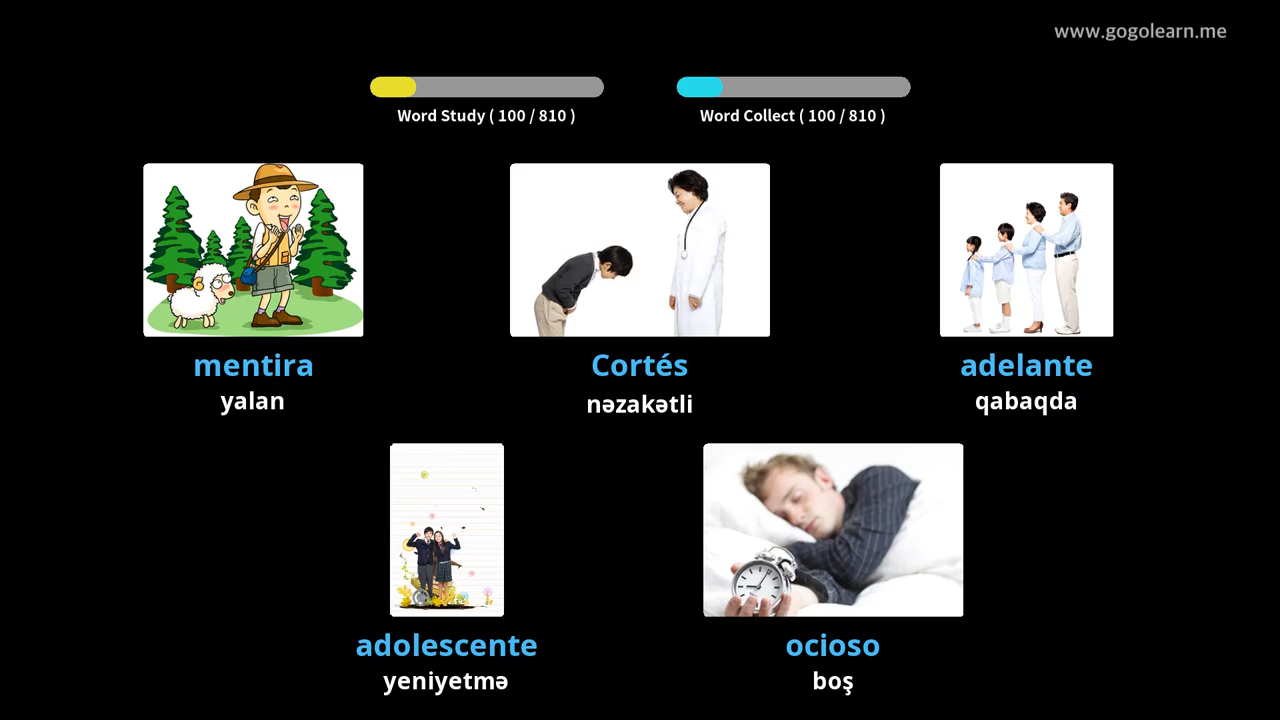 www.gogolearn.me
Word Study ( 100 / 810 )
Word Collect ( 100 / 810 )
mentira
yalan
Cortés
nəzakətli
adelante
qabaqda
adolescente
yeniyetmə
ocioso
boş